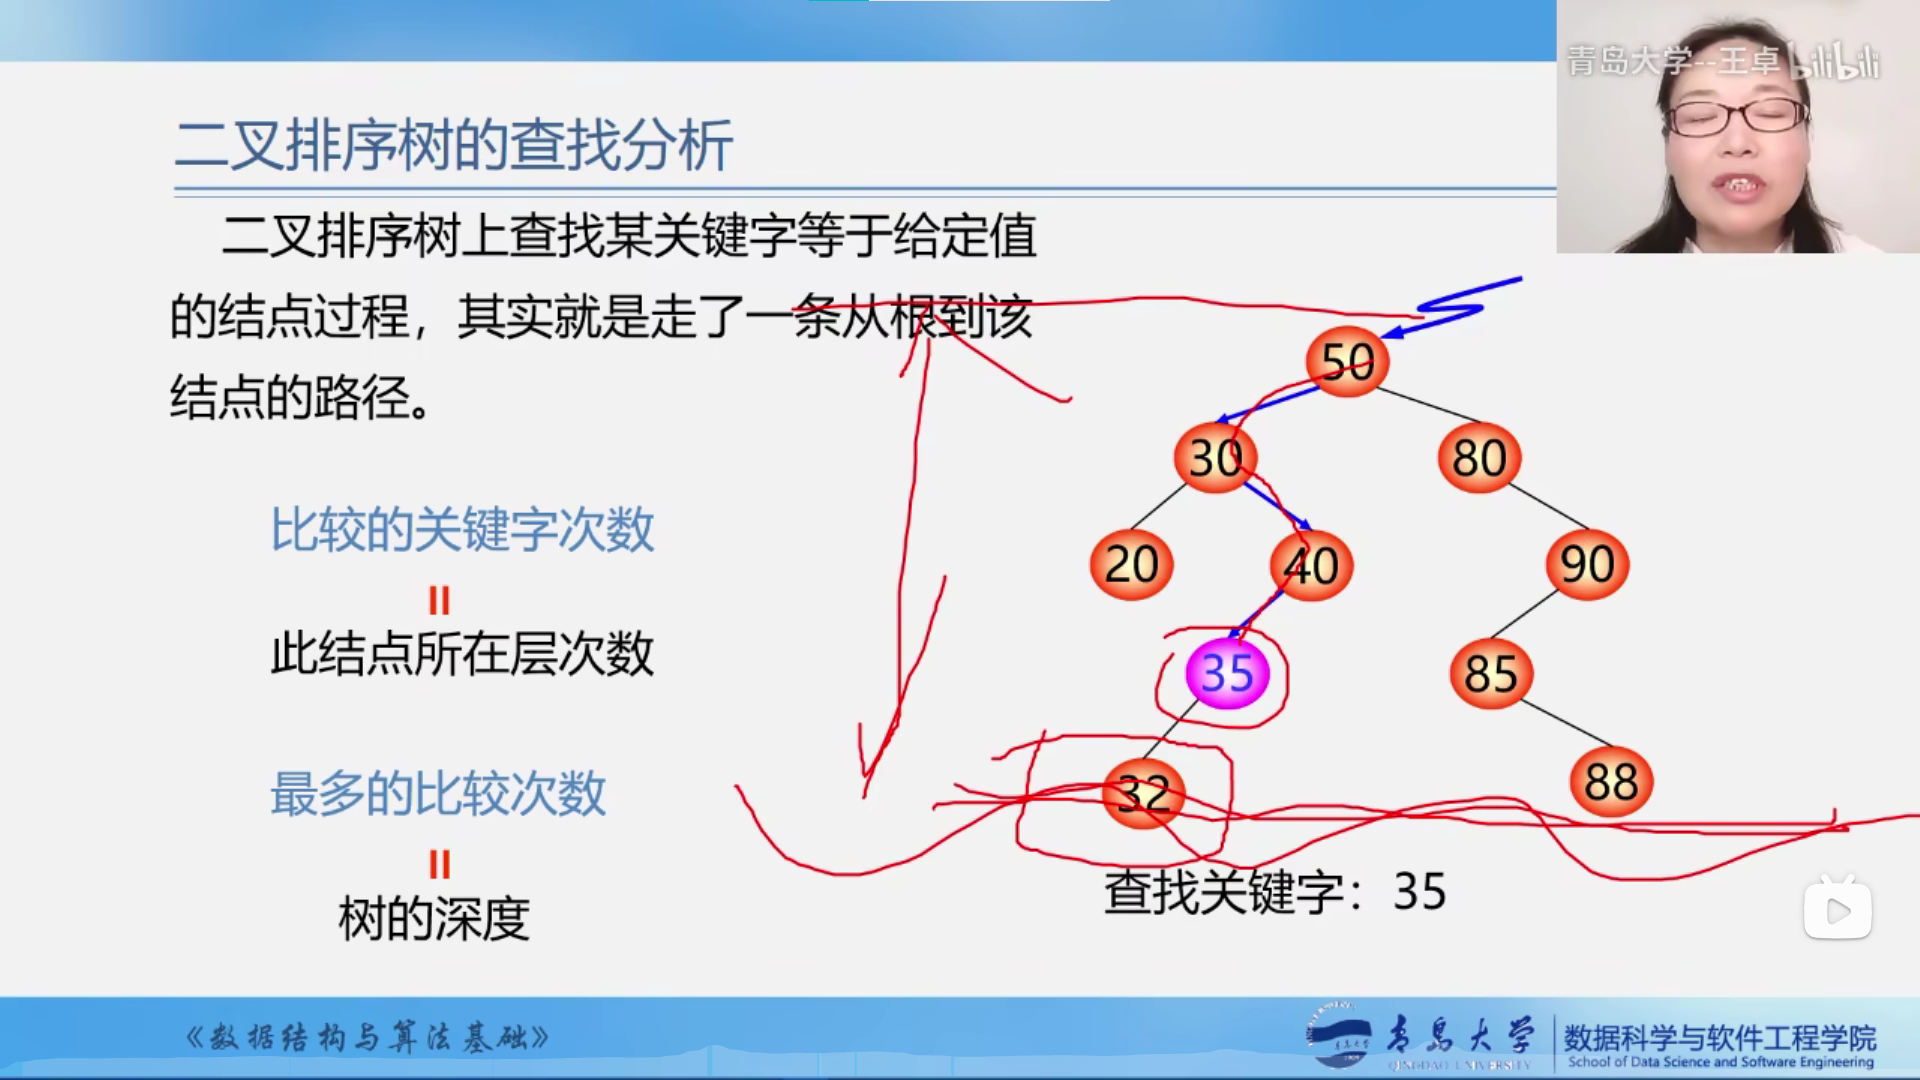 青岛大学--王卓 bilibili
二叉排序树的查找分析
二叉排序树上查找某关键字等于给定值
的结点过程，其实就是走了一条从根到该
结点的路径。
比较的关键字次数
=
此结点所在层次数
最多的比较次数
=
树的深度
50
30
80
20
40
90
35
85
32
88
查找关键字：35
《数据结构与算法基础》
青岛大学
QINGDAO UNIVERSITY
数据科学与软件工程学院
School of Data Science and Software Engineering